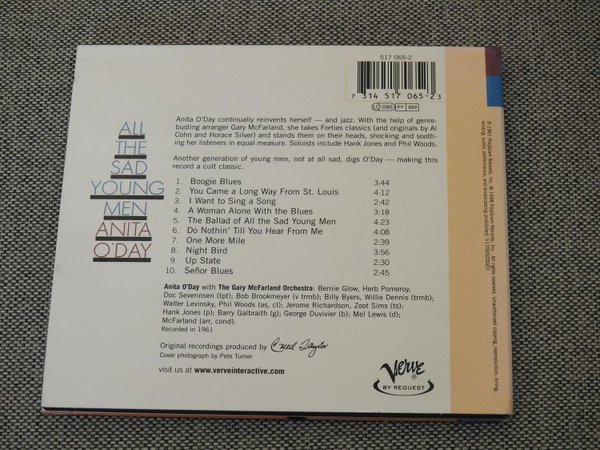 517 065-2
7 314 517 065-2 3
LC 0383 PY 899
ALL
THE
SAD
YOUNG
MEN
ANITA
O'DAY
Anita O'Day continually reinvents herself — and jazz. With the help of genre-
busting arranger Gary McFarland, she takes Forties classics (and originals by Al
Cohn and Horace Silver) and stands them on their heads, shocking and sooth-
ing her listeners in equal measure. Soloists include Hank Jones and Phil Woods.
Another generation of young men, not at all sad, digs O'Day — making this
record a cult classic.
1. Boogie Blues 3:44
2. You Came a Long Way From St. Louis 4:12
3. I Want to Sing a Song 2:42
4. A Woman Alone With the Blues 3:18
5. The Ballad of All the Sad Young Men 4:23
6. Do Nothin' Till You Hear From Me 4:08
7. One More Mile 2:39
8. Night Bird 3:56
9. Up State 2:30
10. Señor Blues 2:45
Anita O'Day with The Gary McFarland Orchestra: Bernie Glow, Herb Pomeroy,
Doc Severinsen (tpt); Bob Brookmeyer (v trmb); Billy Byers, Willie Dennis (trmb);
Walter Levinsky, Phil Woods (as, cl); Jerome Richardson, Zoot Sims (ts);
Hank Jones (p); Barry Galbraith (g); George Duvivier (b); Mel Lewis (d);
McFarland (arr, cond).
Recorded in 1961
Original recordings produced by Creed Taylor
Cover photograph by Pete Turner
visit us at www.verveinteractive.com
Verve
BY REQUEST